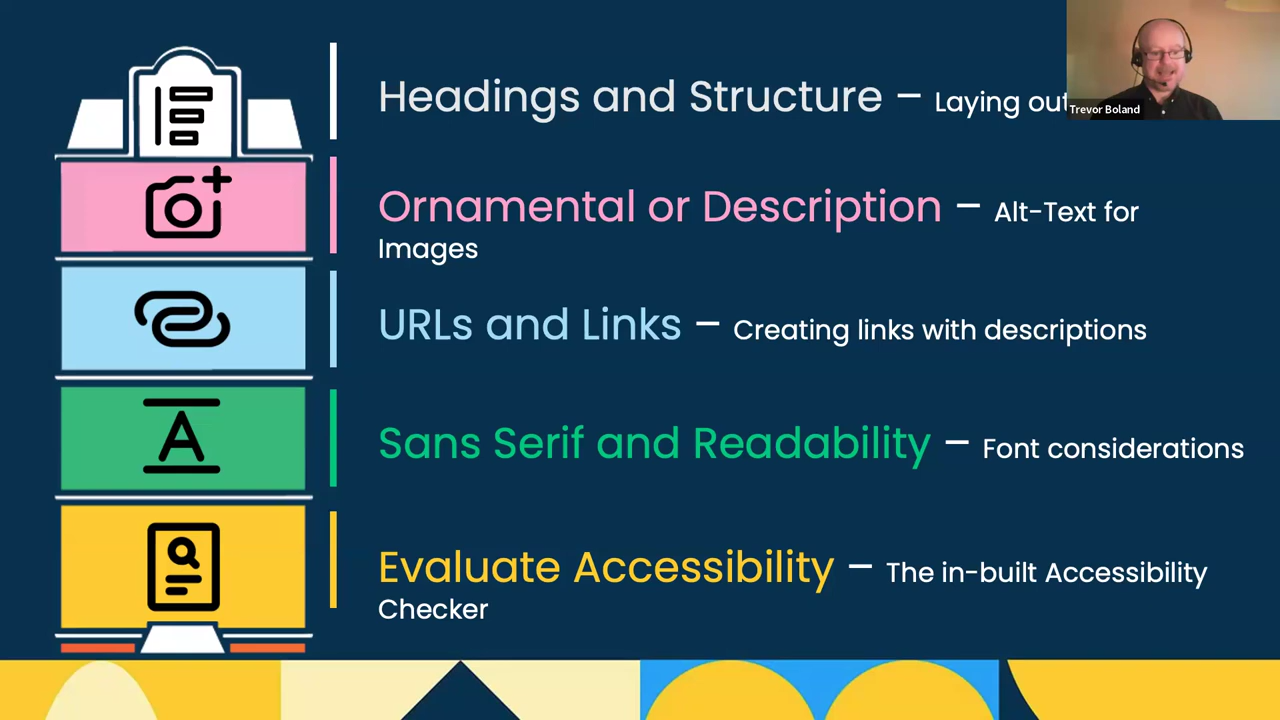 Headings and Structure – Laying out
Trevor Boland
Ornamental or Description – Alt-Text for
Images
URLs and Links – Creating links with descriptions
Sans Serif and Readability – Font considerations
Evaluate Accessibility – The in-built Accessibility
Checker